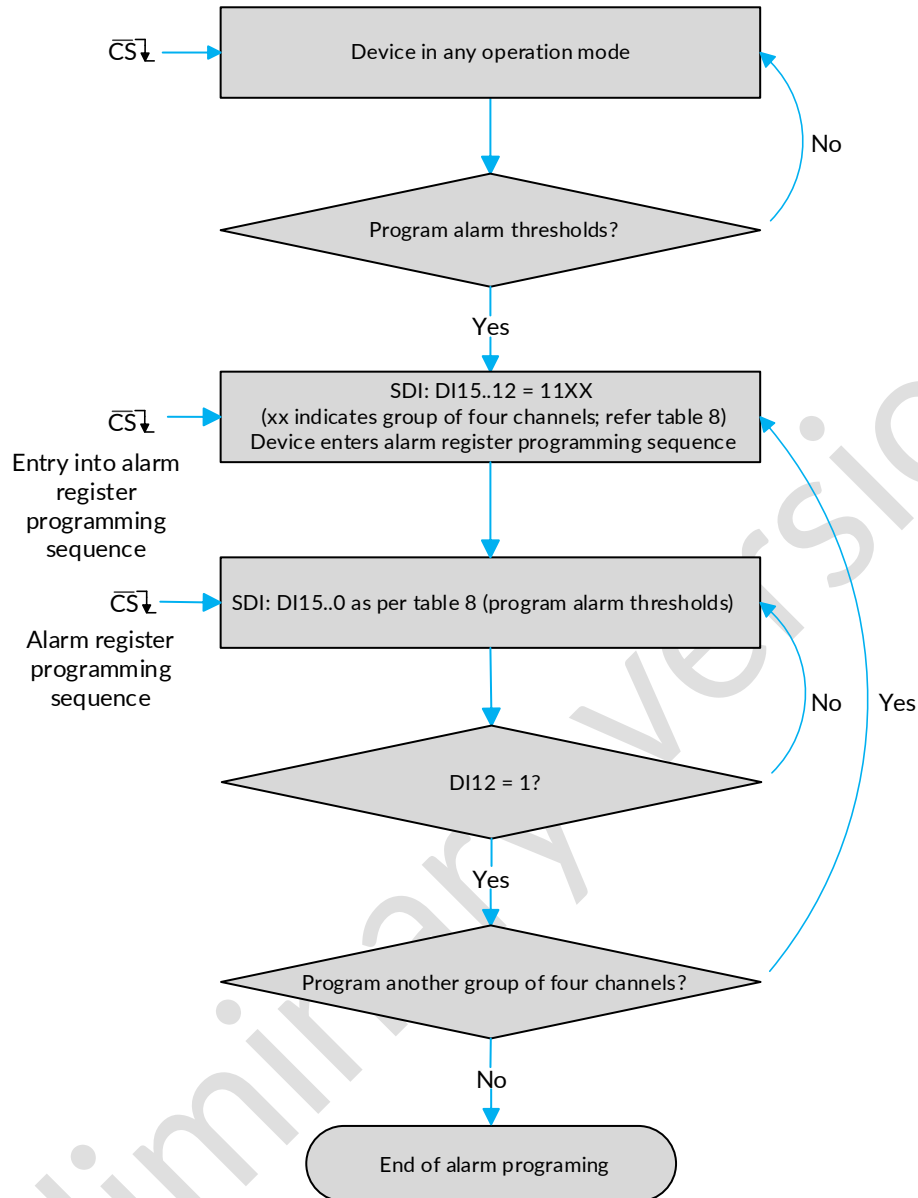 CS
Device in any operation mode
No
Program alarm thresholds?
Yes
SDI: DI15..12 = 11XX
(xx indicates group of four channels; refer table 8)
Device enters alarm register programming sequence
CS
Entry into alarm
register
programming
sequence
CS
SDI: DI15..0 as per table 8 (program alarm thresholds)
Alarm register
programming
sequence
No
Yes
DI12 = 1?
Yes
Program another group of four channels?
No
End of alarm programing